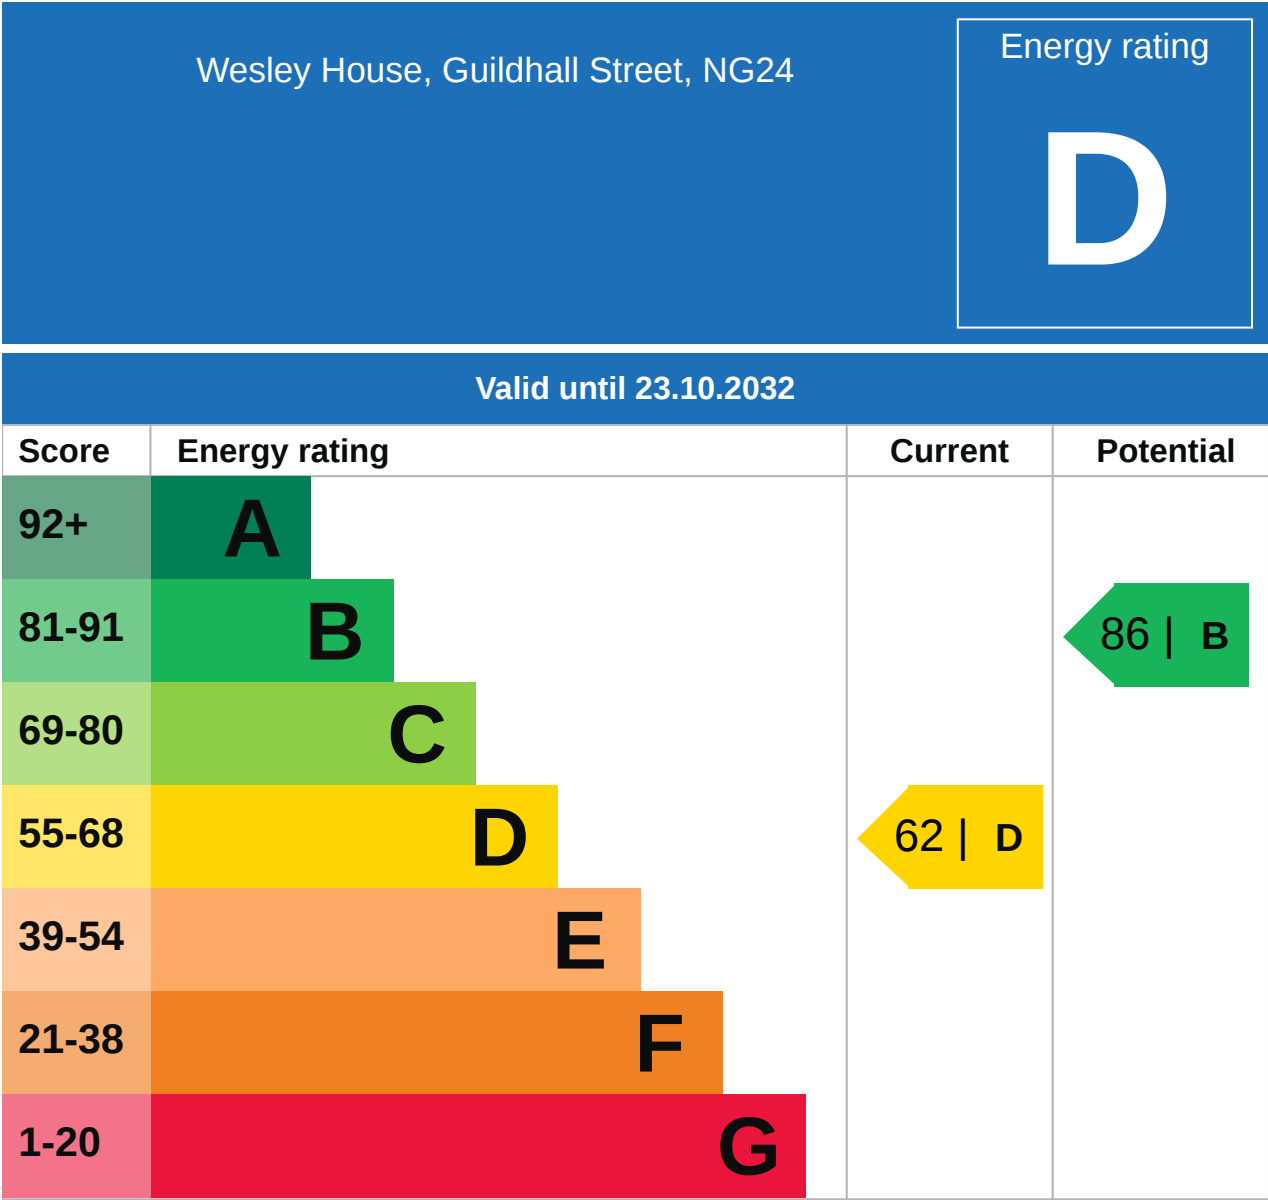 Wesley House, Guildhall Street, NG24
Energy rating
D
Valid until 23.10.2032
Score Energy rating Current Potential
92+ A
81-91 B 86 | B
69-80 C
55-68 D 62 | D
39-54 E
21-38 F
1-20 G